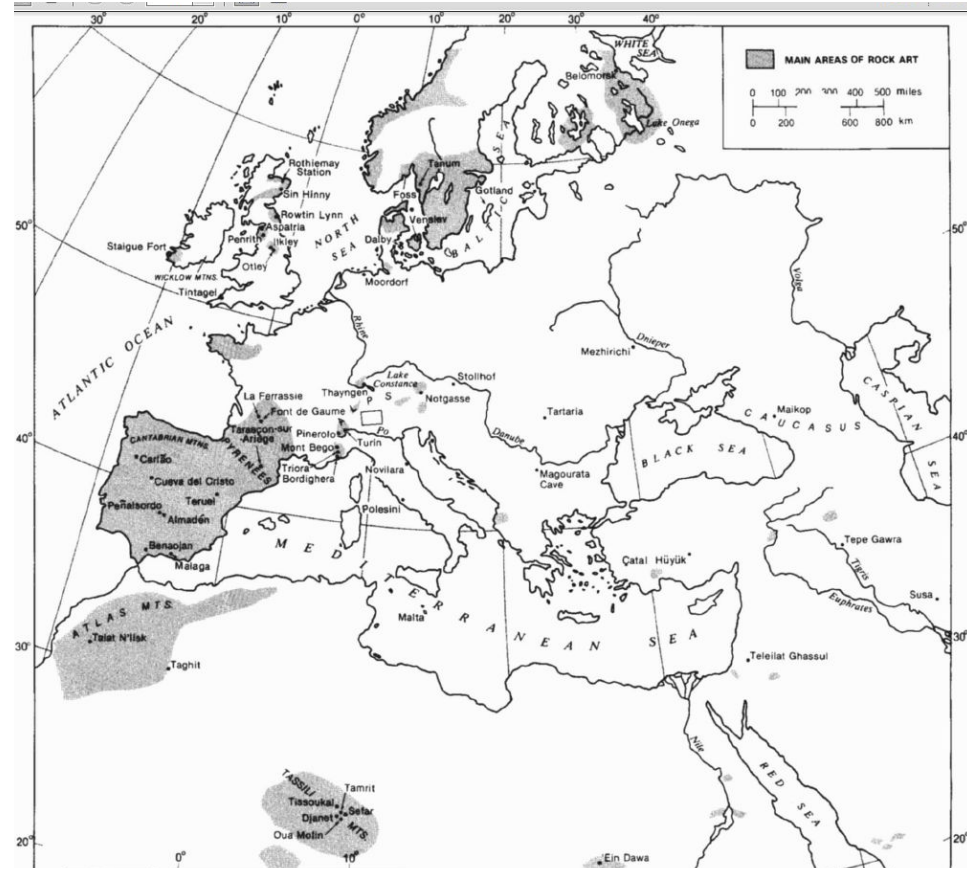 30°
20°
10°
0°
10°
20°
30°
40°
WHITE
SEA
MAIN AREAS OF ROCK ART
0 100 200 300 400 500 miles
0 200 600 800 km
Belomorsk
Lake Onega
Rothiemay
Station
Sin Hinny
Rowtin Lynn
Aspatria
Penrith
Ilkley
Otley
Staigue Fort
WICKLOW MTNS.
Tintagel
NORTH
SEA
Tanum
Foss
Gotland
Venslev
Dalby
BALTIC SEA
Moordorf
50°
50°
ATLANTIC OCEAN
Rhine
Volga
Dnieper
Mezhirichi
Lake
Constance
Stollhof
Thayngen
P S
Notgasse
La Ferrassie
Font de Gaume
Tarascon-sur
-Ariège
PYRENEES
Pinerolo
Mont Bego
Turin
Po
Triora
Bordighera
Novilara
Polesini
Tartaria
Danube
Magourata
Cave
BLACK SEA
Maikop
CAUCASUS
CASPIAN
SEA
40°
40°
CANTABRIAN MTNS.
Cartão
Cueva del Cristo
Teruel
Peñalsordo
Almadén
Benaojan
Malaga
MEDITERRANEAN SEA
Malta
Çatal Hüyük
Tepe Gawra
Tigris
Euphrates
Susa
Teleilat Ghassul
30°
30°
ATLAS MTS.
Talat N'Iisk
Taghit
Nile
RED SEA
TASSILI
MTS.
Tamrit
Tissoukaï
Sefar
Djanet
Oua Molin
'Ein Dawa
20°
20°
0°
10°